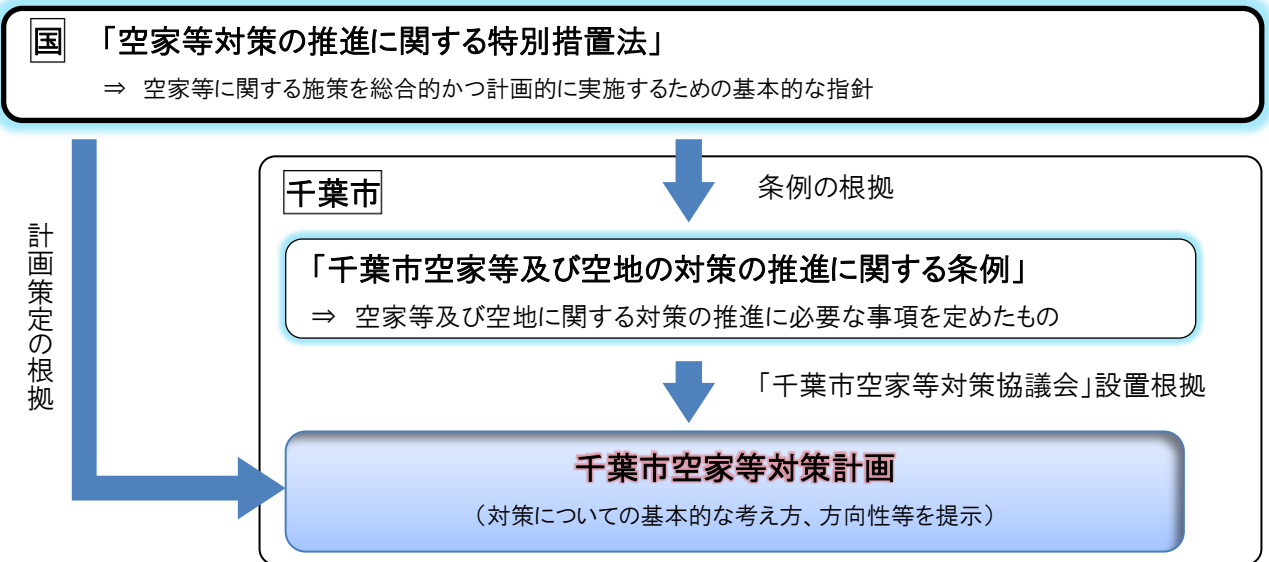 国 「空家等対策の推進に関する特別措置法」
⇒ 空家等に関する施策を総合的かつ計画的に実施するための基本的な指針
計画策定の根拠
千葉市
条例の根拠
「千葉市空家等及び空地の対策の推進に関する条例」
⇒ 空家等及び空地に関する対策の推進に必要な事項を定めたもの
「千葉市空家等対策協議会」設置根拠
千葉市空家等対策計画
（対策についての基本的な考え方、方向性等を提示）